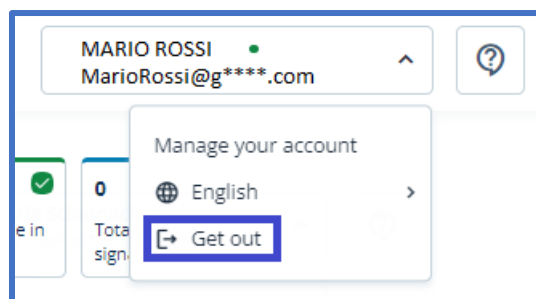 MARIO ROSSI
MarioRossi@g****.com
Manage your account
English
Get out
0
e in
Tota
sign